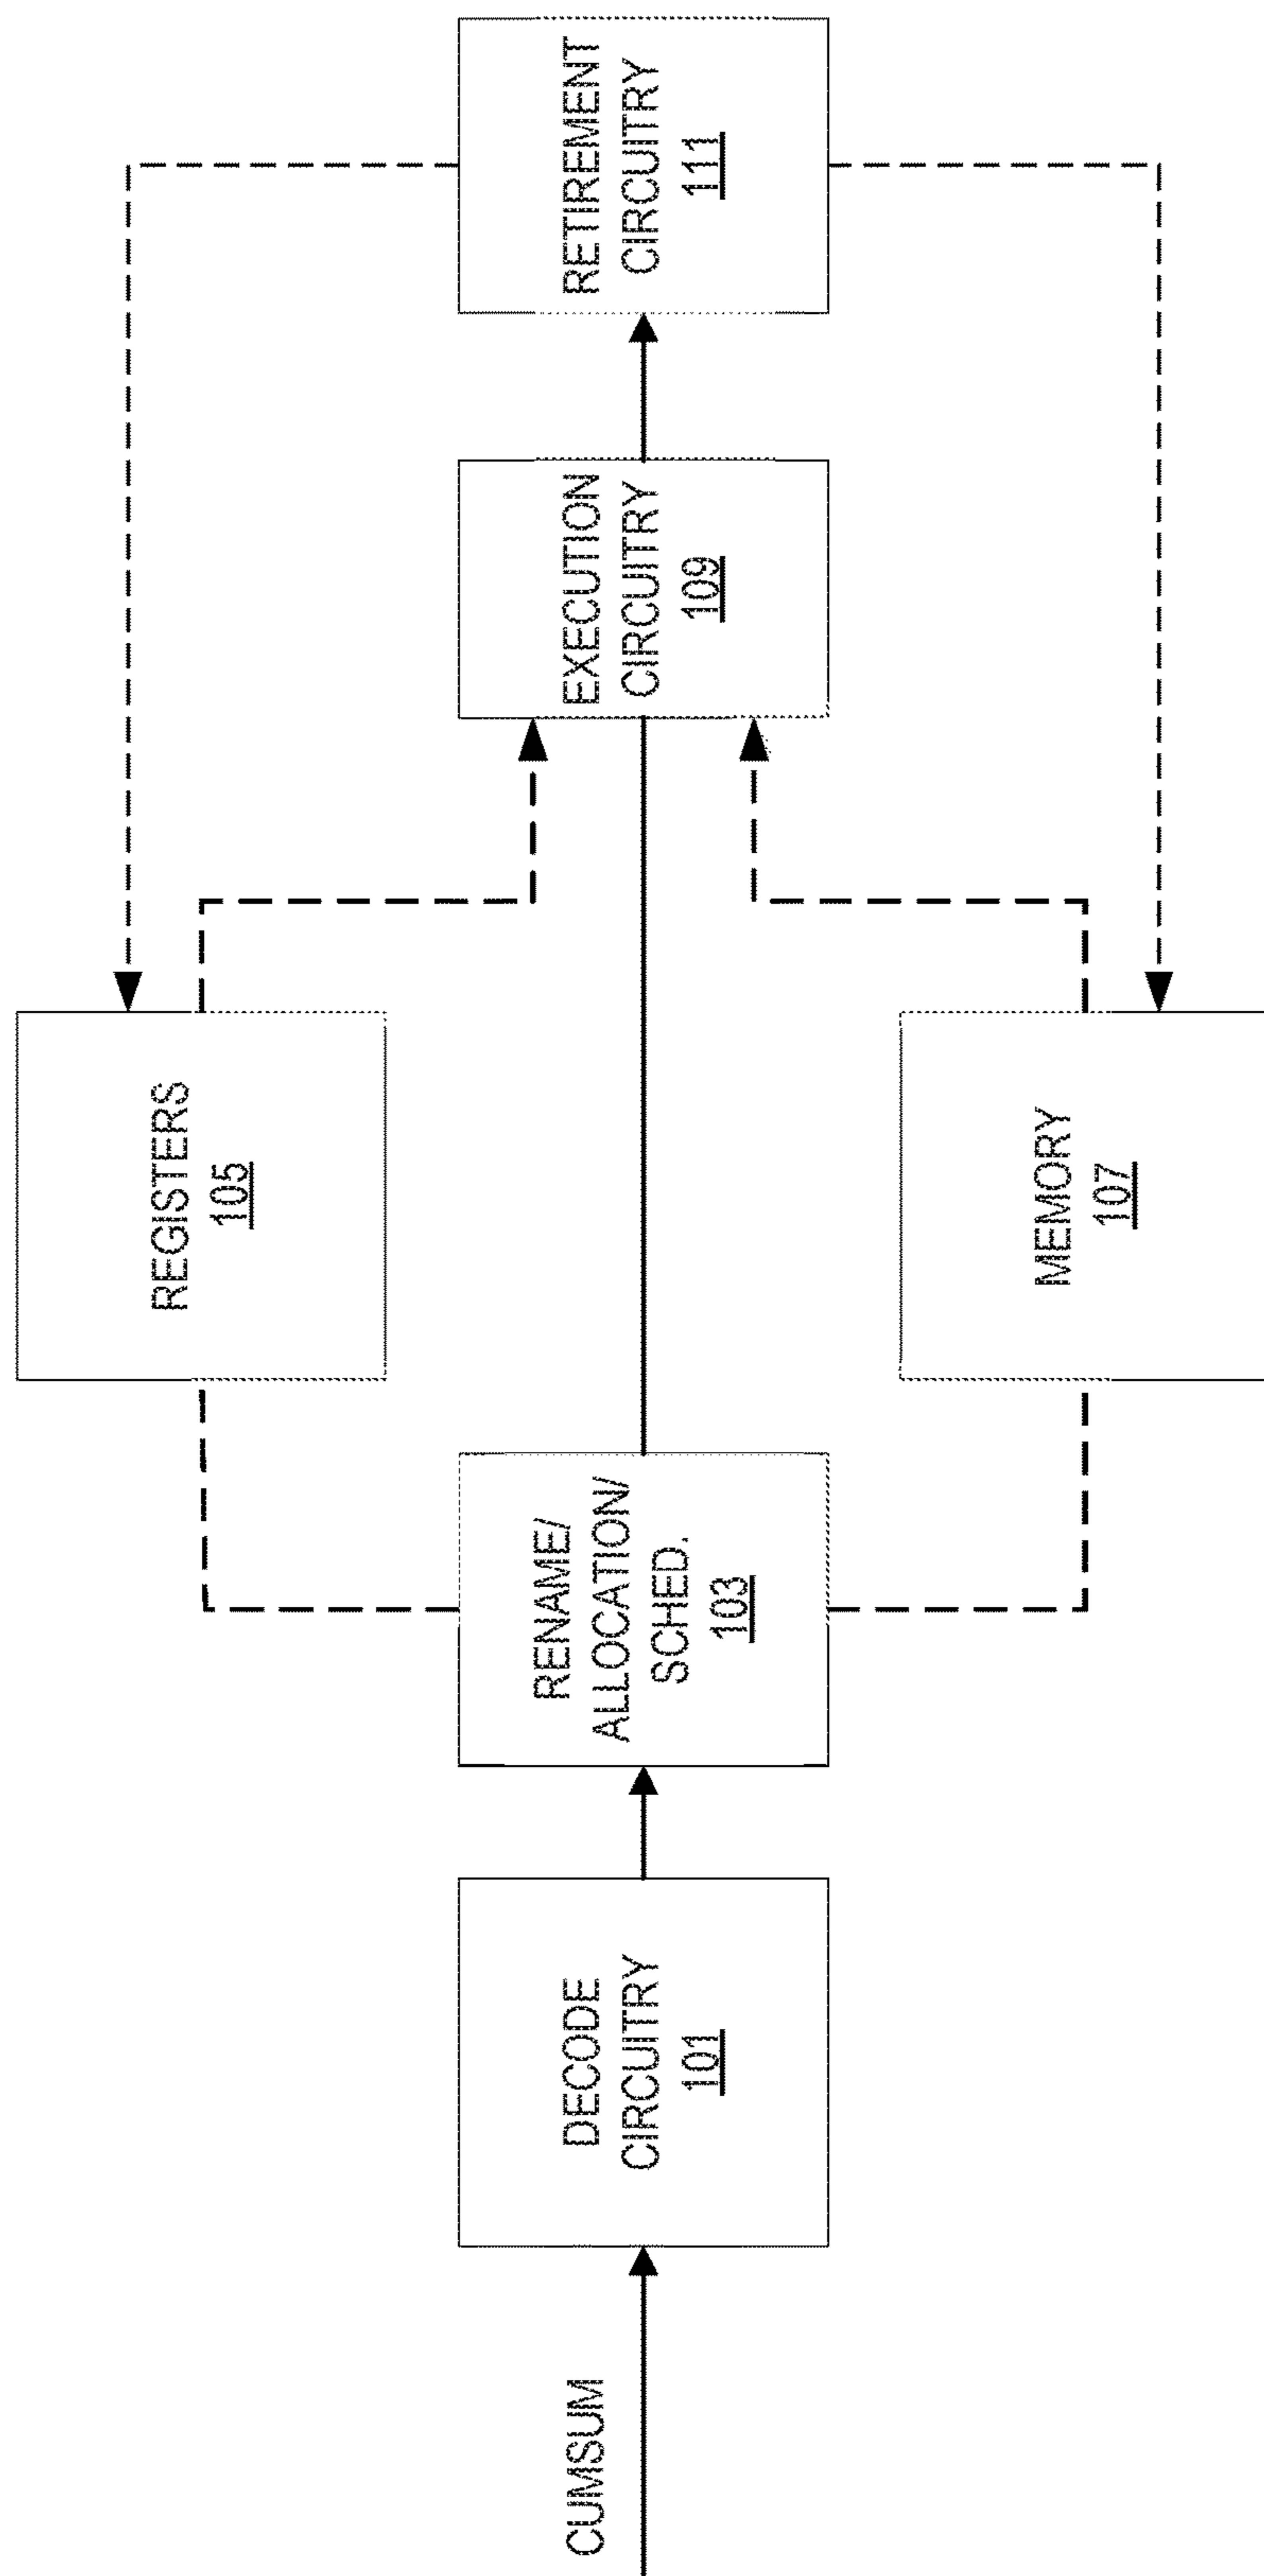 CUMSUM
DECODE
CIRCUITRY
101
RENAME/
ALLOCATION/
SCHED.
103
REGISTERS
105
MEMORY
107
EXECUTION
CIRCUITRY
109
RETIREMENT
CIRCUITRY
111